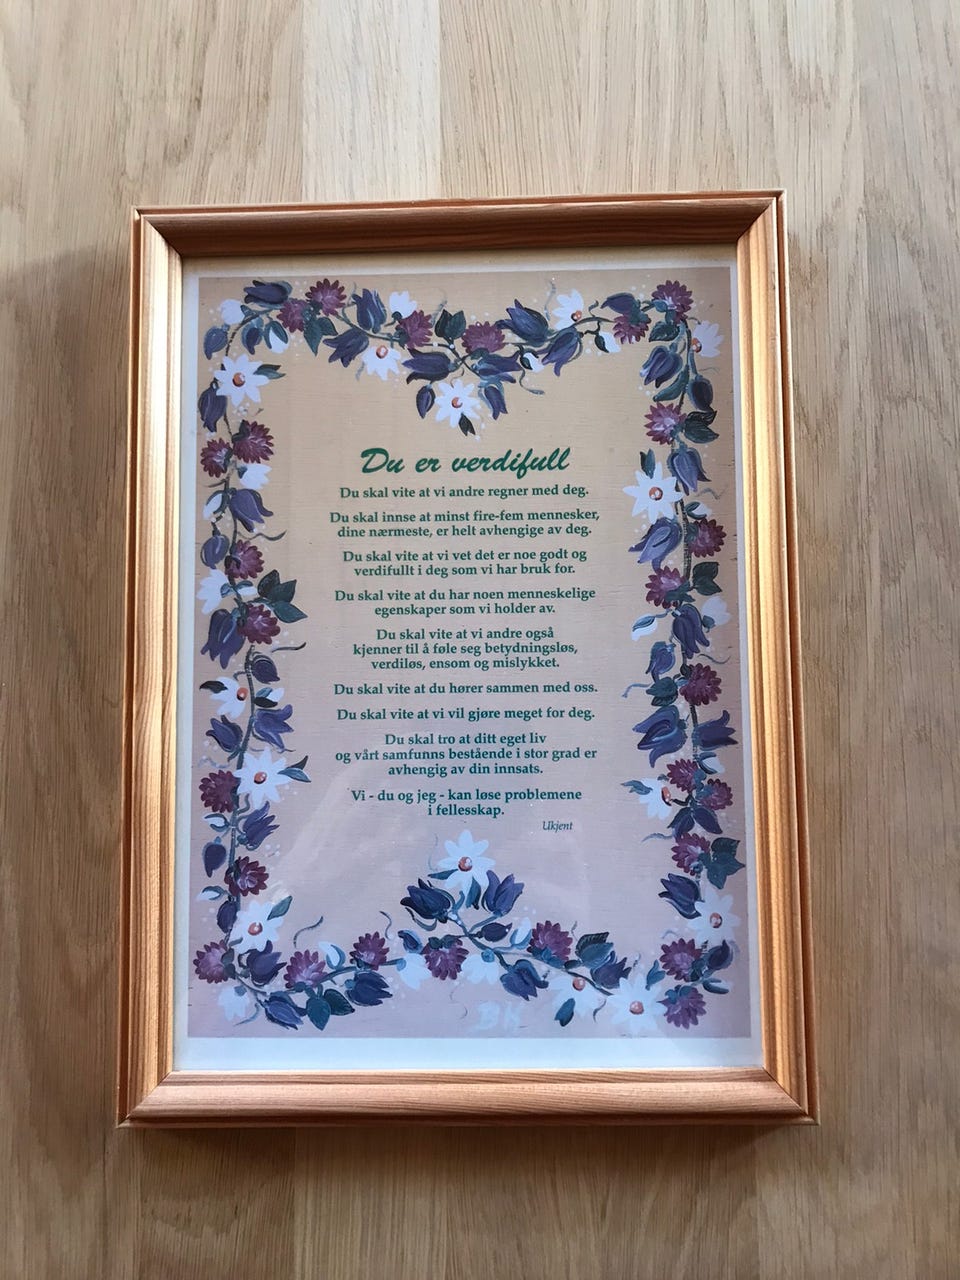 Du er verdifull
Du skal vite at vi andre regner med deg.
Du skal innse at minst fire-fem mennesker,
dine nærmeste, er helt avhengige av deg.
Du skal vite at vi vet det er noe godt og
verdifullt i deg som vi har bruk for.
Du skal vite at du har noen menneskelige
egenskaper som vi holder av.
Du skal vite at vi andre også
kjenner til å føle seg betydningsløs,
verdiløs, ensom og mislykket.
Du skal vite at du hører sammen med oss.
Du skal vite at vi vil gjøre meget for deg.
Du skal tro at ditt eget liv
og vårt samfunns bestående i stor grad er
avhengig av din innsats.
Vi - du og jeg - kan løse problemene
i fellesskap.
Ukjent
BH